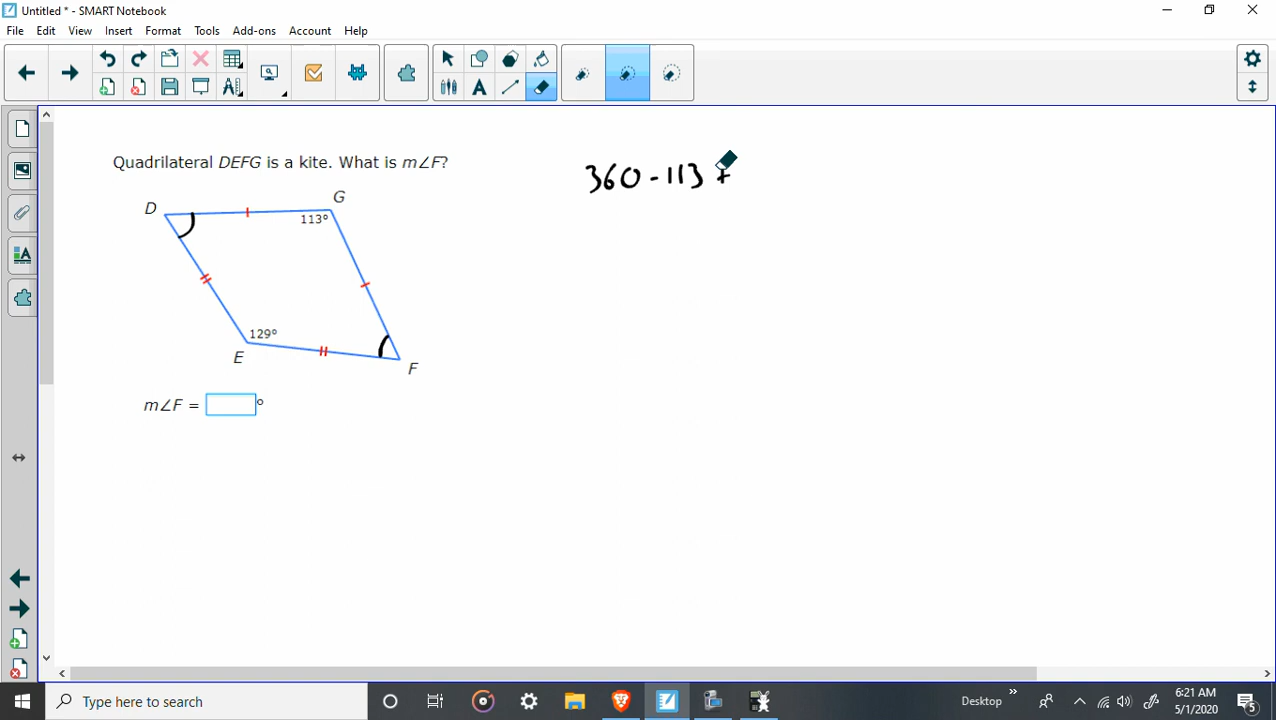 Untitled * - SMART Notebook
File Edit View Insert Format Tools Add-ons Account Help
Quadrilateral DEFG is a kite. What is m∠F?
360 - 113
D
G
113°
129°
E
F
m∠F = °
Type here to search
Desktop
6:21 AM
5/1/2020
5